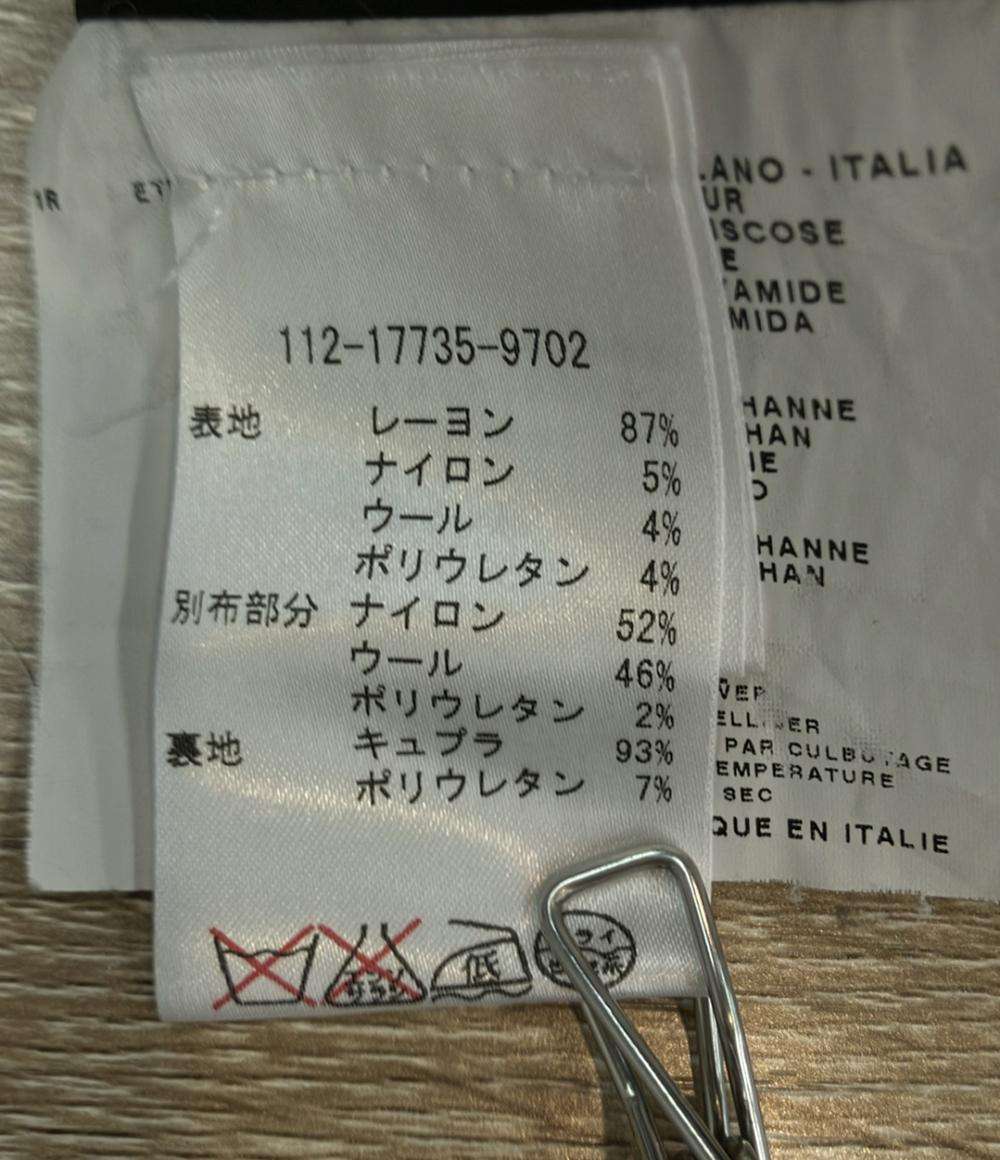 112-17735-9702
表地 レーヨン 87%
ナイロン 5%
ウール 4%
ポリウレタン 4%
別布部分 ナイロン 52%
ウール 46%
ポリウレタン 2%
裏地 キュプラ 93%
ポリウレタン 7%
低
ANO - ITALIA
UR
ISCOSE
E
AMIDE
MIDA
HANNE
HAN
IE
O
HANNE
HAN
VER
ER
PAR
EMPERATURE
SEC
QUE EN ITALIE